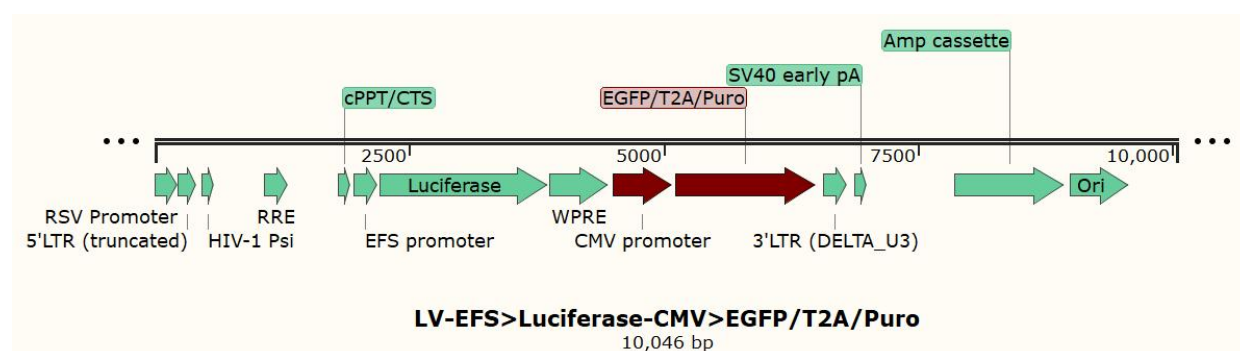 Amp cassette
SV40 early pA
cPPT/CTS
EGFP/T2A/Puro
2500
5000
7500
10,000
Luciferase
Ori
RSV Promoter
RRE
WPRE
5'LTR (truncated)
HIV-1 Psi
EFS promoter
CMV promoter
3'LTR (DELTA_U3)
LV-EFS>Luciferase-CMV>EGFP/T2A/Puro
10,046 bp